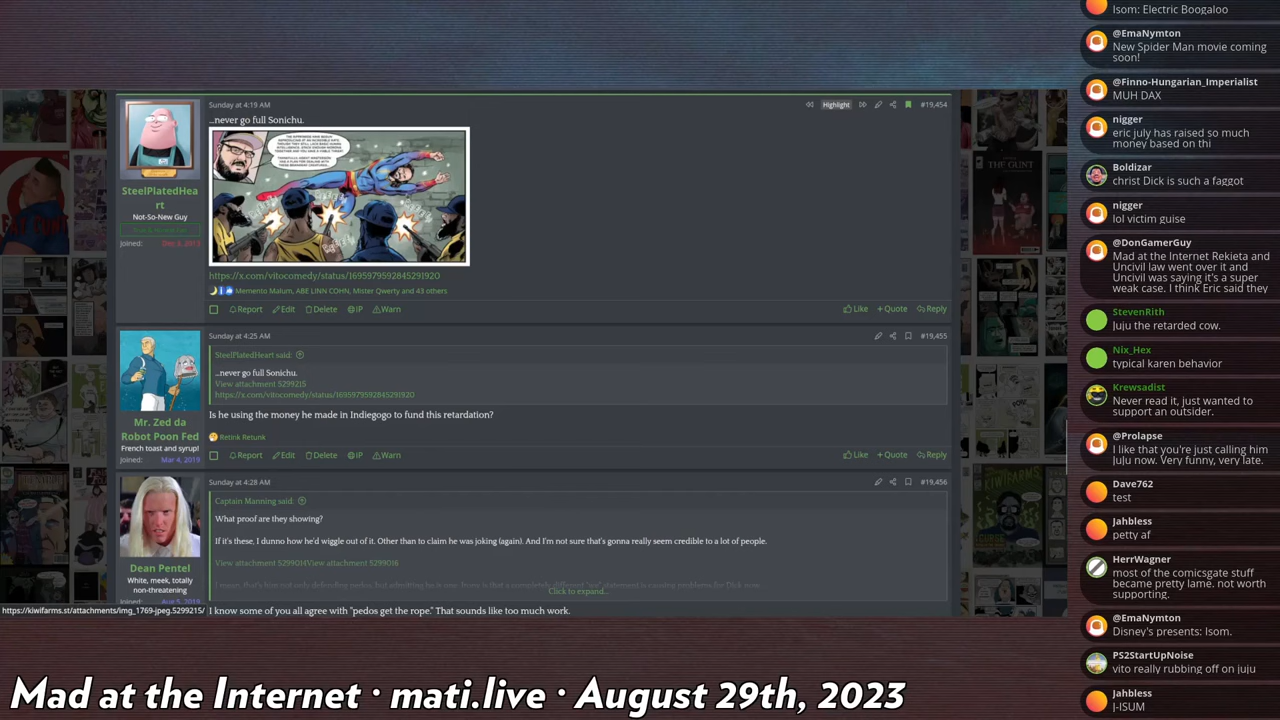 Sunday at 4:19 AM
Highlight
#19,454
...never go full Sonichu.
SteelPlatedHea
rt
Not-So-New Guy
Joined:
Dec 3, 2013
https://x.com/vitocomedy/status/1695979592845291920
Memento Malum, ABE LINN COHN, Mister Qwerty and 43 others
Report
Edit
Delete
IP
Warn
Like
+ Quote
Reply
Sunday at 4:25 AM
#19,455
SteelPlatedHeart said:
...never go full Sonichu.
View attachment 5299215
https://x.com/vitocomedy/status/1695979592845291920
Mr. Zed da
Robot Poon Fed
French toast and syrup!
Joined:
Mar 4, 2019
Is he using the money he made in Indiegogo to fund this retardation?
Retink Retunk
Report
Edit
Delete
IP
Warn
Like
+ Quote
Reply
Sunday at 4:28 AM
#19,456
Captain Manning said:
What proof are they showing?
If it's these, I dunno how he'd wiggle out of it. Other than to claim he was joking (again). And I'm not sure that's gonna really seem credible to a lot of people.
View attachment 5299014View attachment 5299016
Click to expand...
Dean Pentel
White, meek, totally
non-threatening
Joined:
Aug 5, 2018
https://kiwifarms.st/attachments/img_1769-jpeg.5299215/
I know some of you all agree with "pedos get the rope." That sounds like too much work.
THE GUNT
KIWIFARMS
Isom: Electric Boogaloo
@EmaNymton
New Spider Man movie coming
soon!
@Finno-Hungarian_Imperialist
MUH DAX
nigger
eric july had raised so much
money based on thi
Boldizar
christ Dick is such a faggot
nigger
lol victim guise
@DonGamerGuy
Mad at the Internet Rekieta and
Uncivil law went over it and
Uncivil was saying it's a super
weak case. I think Eric said they
StevenRith
Juju the retarded cow.
Nix_Hex
typical karen behavior
Krewsadist
Never read it, just wanted to
support an outsider.
@Prolapse
I like that you're just calling him
JuJu now. Very funny, very late.
Dave762
test
Jahbless
petty af
HerrWagner
most of the comicsgate stuff
became pretty lame. not worth
supporting.
@EmaNymton
Disney's presents: Isom.
PS2StartUpNoise
vito really rubbing off on juju
Jahbless
J-ISUM
Mad at the Internet · mati.live · August 29th, 2023